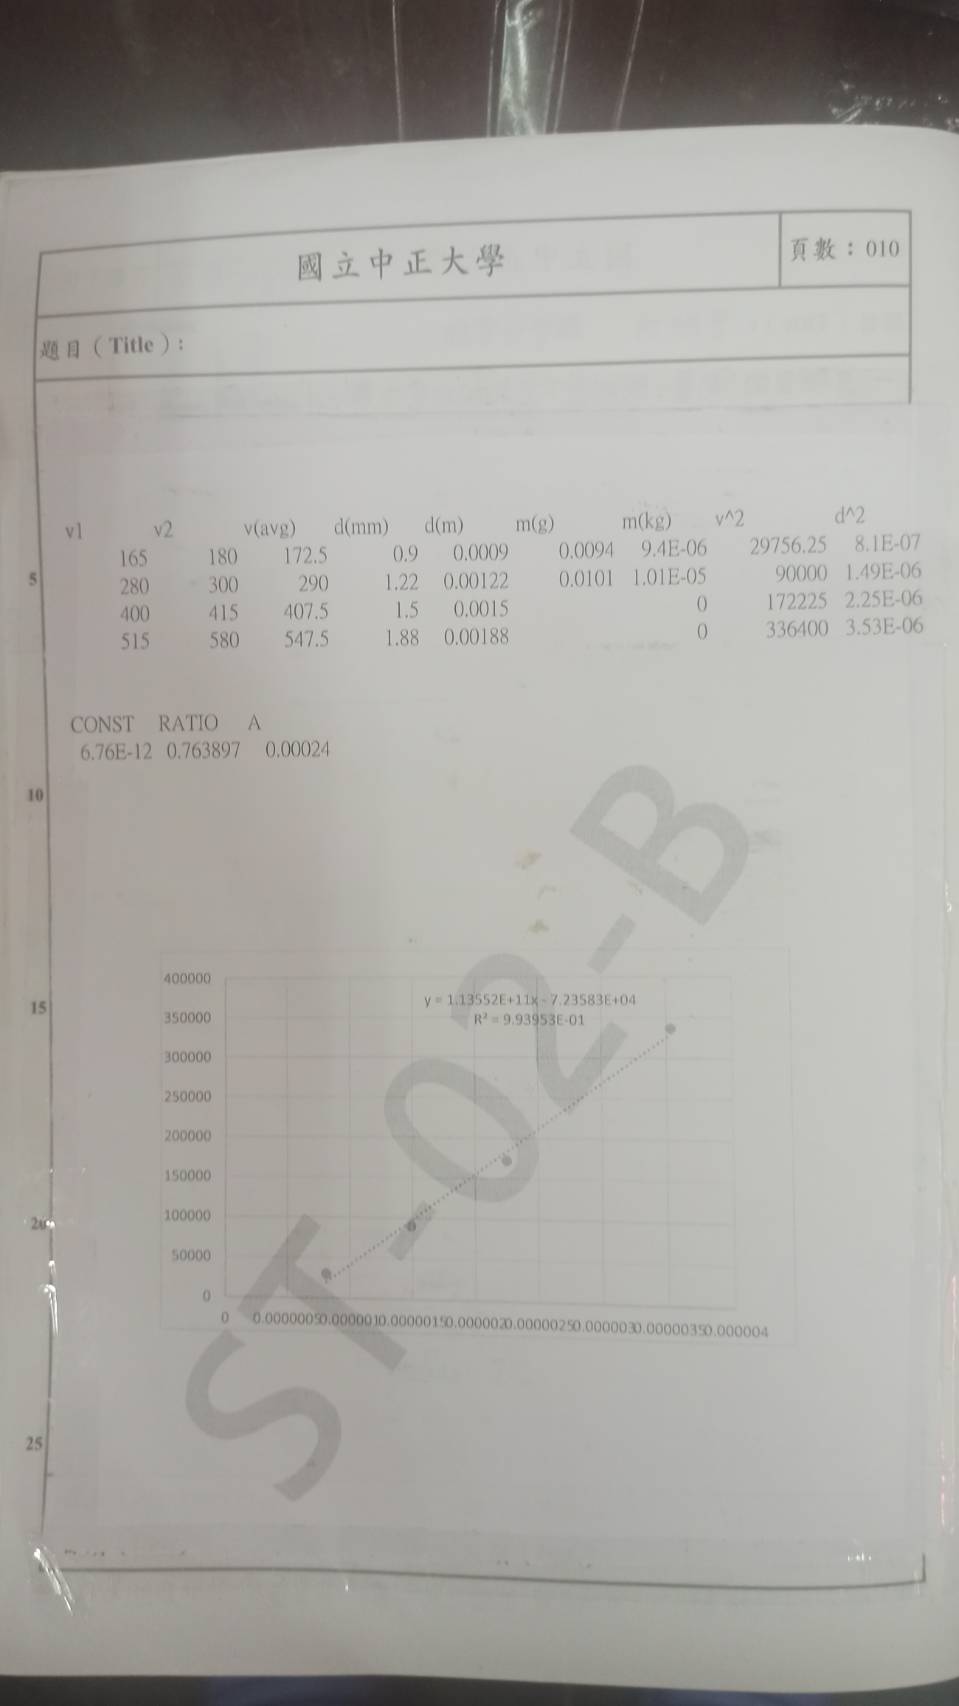 國立中正大學
頁數：010
題目（Title）：
v1 v2 v(avg) d(mm) d(m) m(g) m(kg) v^2 d^2
165 180 172.5 0.9 0.0009 0.0094 9.4E-06 29756.25 8.1E-07
5 280 300 290 1.22 0.00122 0.0101 1.01E-05 90000 1.49E-06
400 415 407.5 1.5 0.0015 0 172225 2.25E-06
515 580 547.5 1.88 0.00188 0 336400 3.53E-06
CONST RATIO A
6.76E-12 0.763897 0.00024
10
ST-02-B
400000
y = 1.13552E+11x - 7.23583E+04
15
350000
R² = 9.93953E-01
300000
250000
200000
150000
100000
20
50000
0
0 0.0000005 0.000001 0.0000015 0.000002 0.0000025 0.000003 0.0000035 0.000004
25